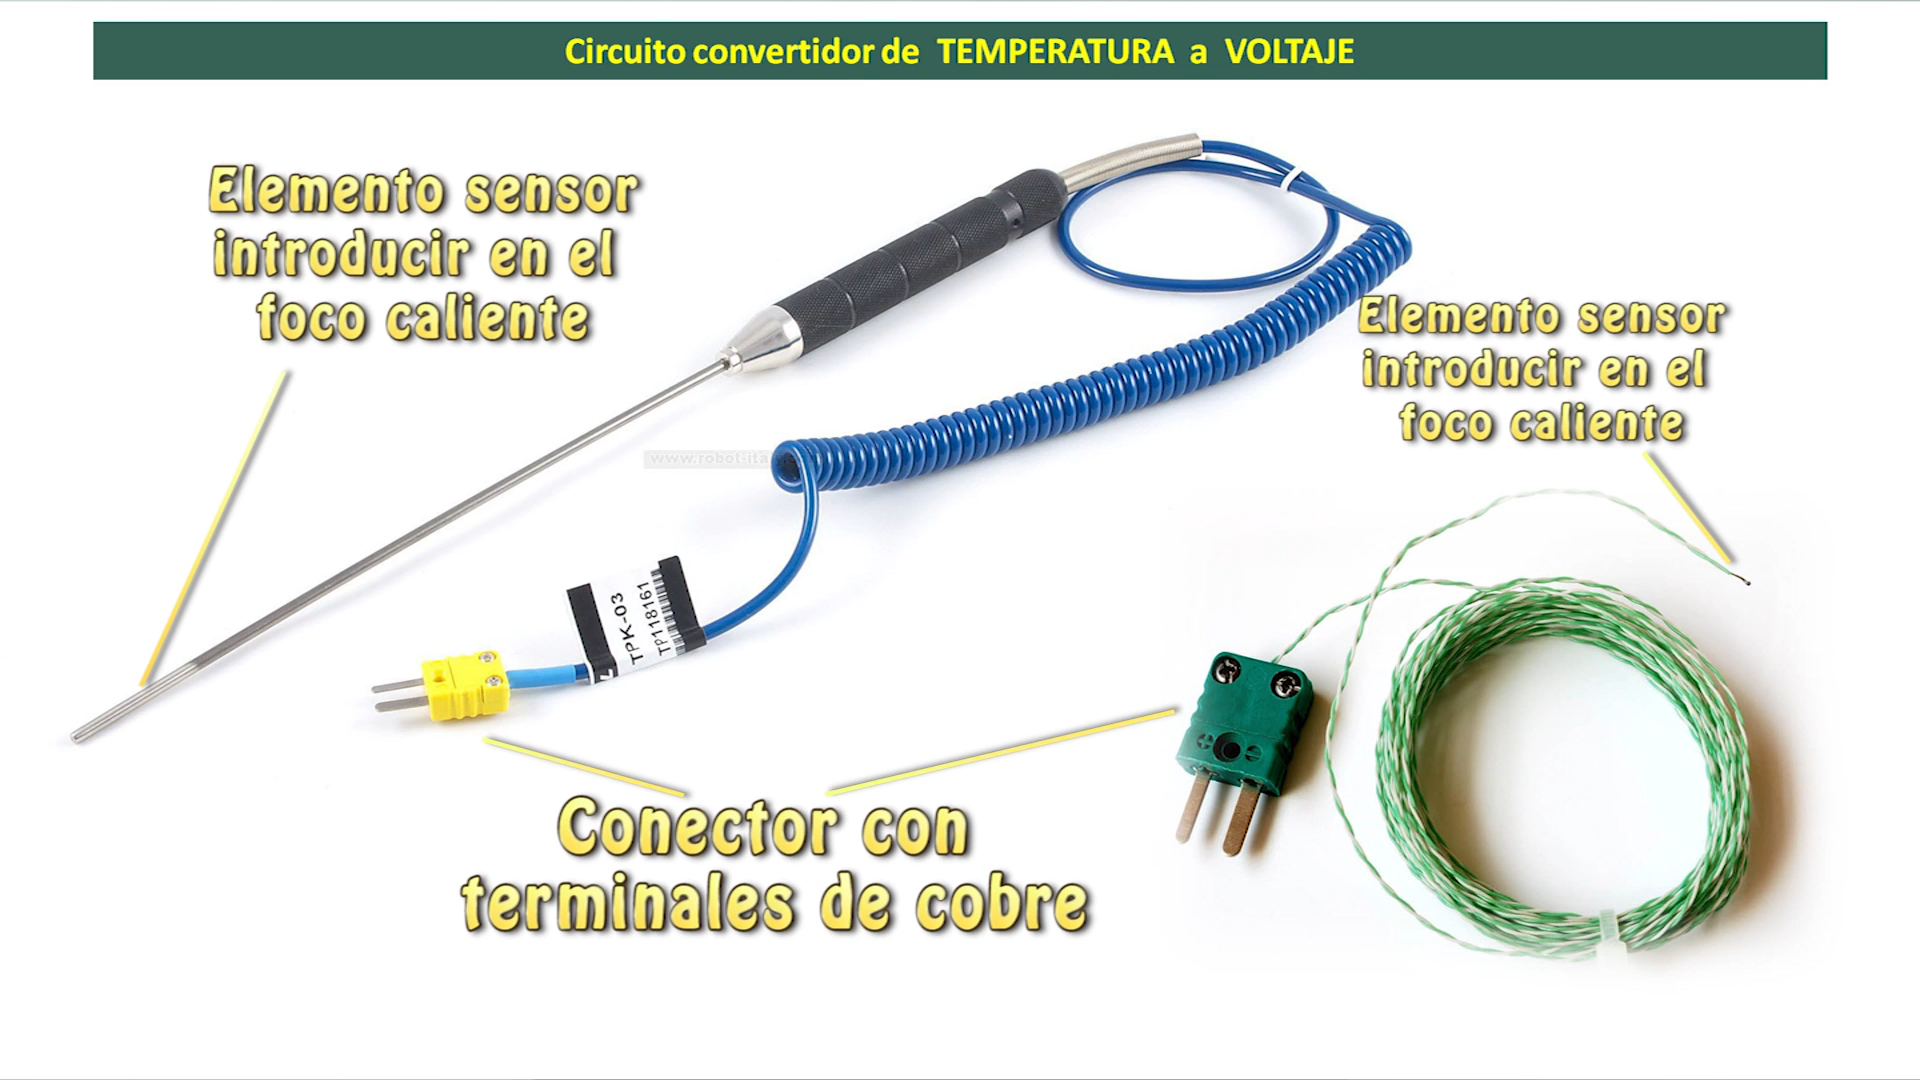 Circuito convertidor de TEMPERATURA a VOLTAJE
Elemento sensor
introducir en el
foco caliente
Elemento sensor
introducir en el
foco caliente
TPK-03
TP118161
Conector con
terminales de cobre